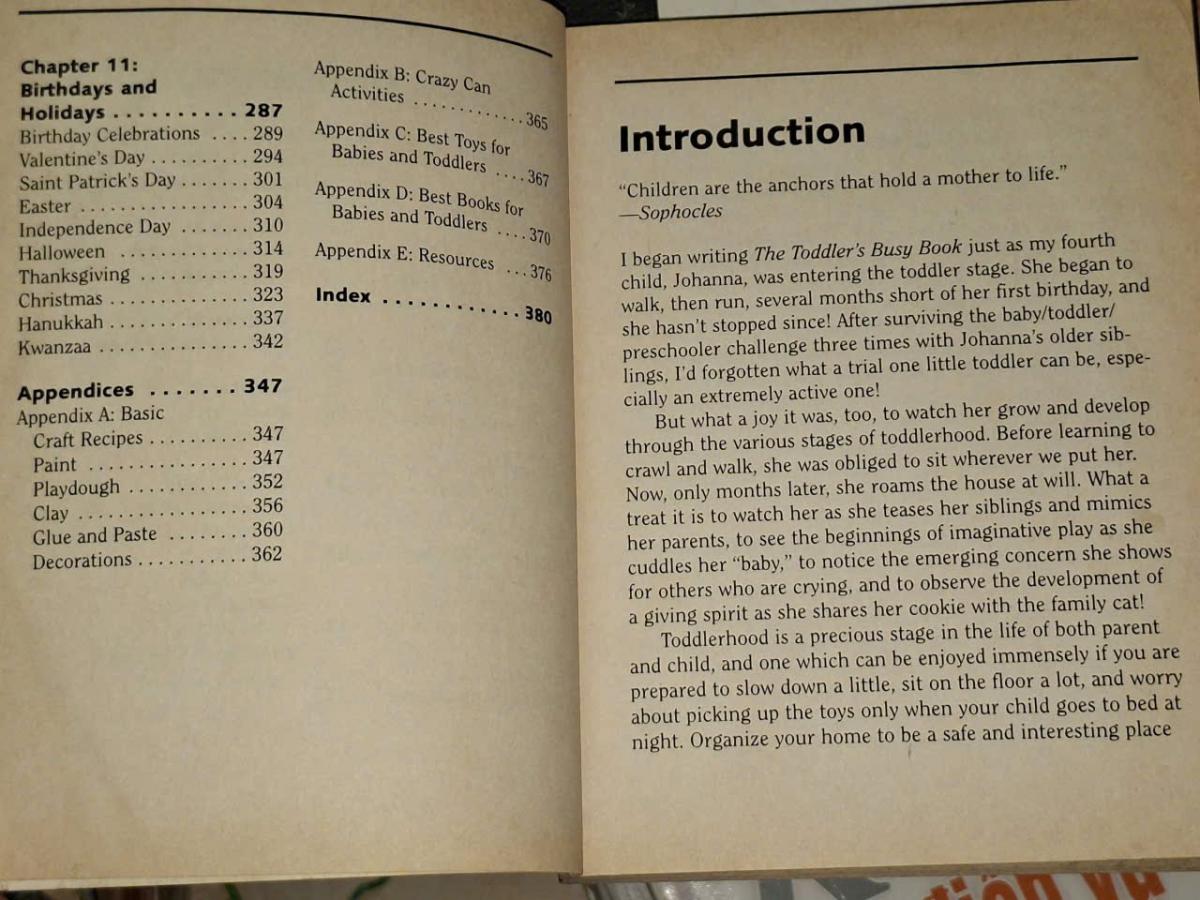 Chapter 11:
Birthdays and
Holidays . . . . . . . . . . 287
Birthday Celebrations . . . . 289
Valentine's Day . . . . . . . . . . 294
Saint Patrick's Day . . . . . . . 301
Easter . . . . . . . . . . . . . . . . . 304
Independence Day . . . . . . . 310
Halloween . . . . . . . . . . . . . 314
Thanksgiving . . . . . . . . . . . 319
Christmas . . . . . . . . . . . . . . 323
Hanukkah . . . . . . . . . . . . . . 337
Kwanzaa . . . . . . . . . . . . . . . 342
Appendices . . . . . . . 347
Appendix A: Basic
Craft Recipes . . . . . . . . . . 347
Paint . . . . . . . . . . . . . . . . 347
Playdough . . . . . . . . . . . . 352
Clay . . . . . . . . . . . . . . . . . 356
Glue and Paste . . . . . . . . 360
Decorations . . . . . . . . . . . 362
Appendix B: Crazy Can
Activities . . . . . . . . . . . . . 365
Appendix C: Best Toys for
Babies and Toddlers . . . . 367
Appendix D: Best Books for
Babies and Toddlers . . . . 370
Appendix E: Resources . . . 376
Index . . . . . . . . . . . . 380
Introduction
“Children are the anchors that hold a mother to life.”
—Sophocles
I began writing The Toddler's Busy Book just as my fourth
child, Johanna, was entering the toddler stage. She began to
walk, then run, several months short of her first birthday, and
she hasn't stopped since! After surviving the baby/toddler/
preschooler challenge three times with Johanna's older sib-
lings, I'd forgotten what a trial one little toddler can be, espe-
cially an extremely active one!
But what a joy it was, too, to watch her grow and develop
through the various stages of toddlerhood. Before learning to
crawl and walk, she was obliged to sit wherever we put her.
Now, only months later, she roams the house at will. What a
treat it is to watch her as she teases her siblings and mimics
her parents, to see the beginnings of imaginative play as she
cuddles her “baby,” to notice the emerging concern she shows
for others who are crying, and to observe the development of
a giving spirit as she shares her cookie with the family cat!
Toddlerhood is a precious stage in the life of both parent
and child, and one which can be enjoyed immensely if you are
prepared to slow down a little, sit on the floor a lot, and worry
about picking up the toys only when your child goes to bed at
night. Organize your home to be a safe and interesting place